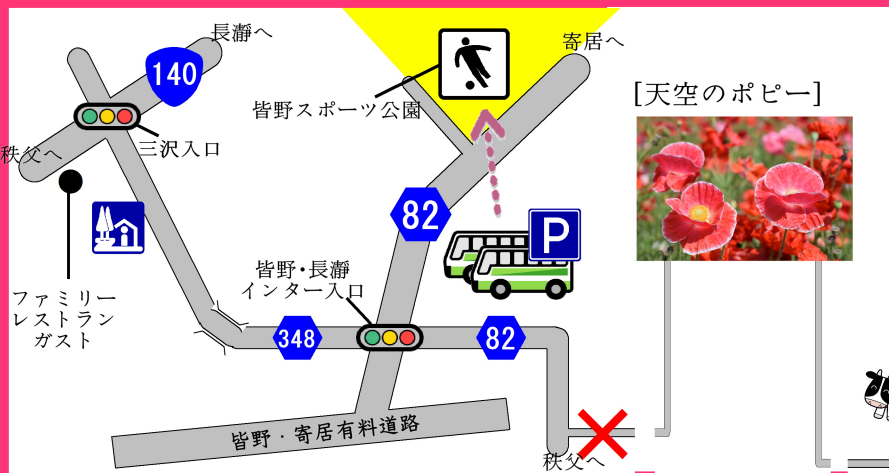 長瀞へ
140
寄居へ
[天空のポピー]
皆野スポーツ公園
三沢入口
秩父へ
82
P
皆野・長瀞
インター入口
ファミリー
レストラン
ガスト
348
82
皆野・寄居有料道路
秩父へ